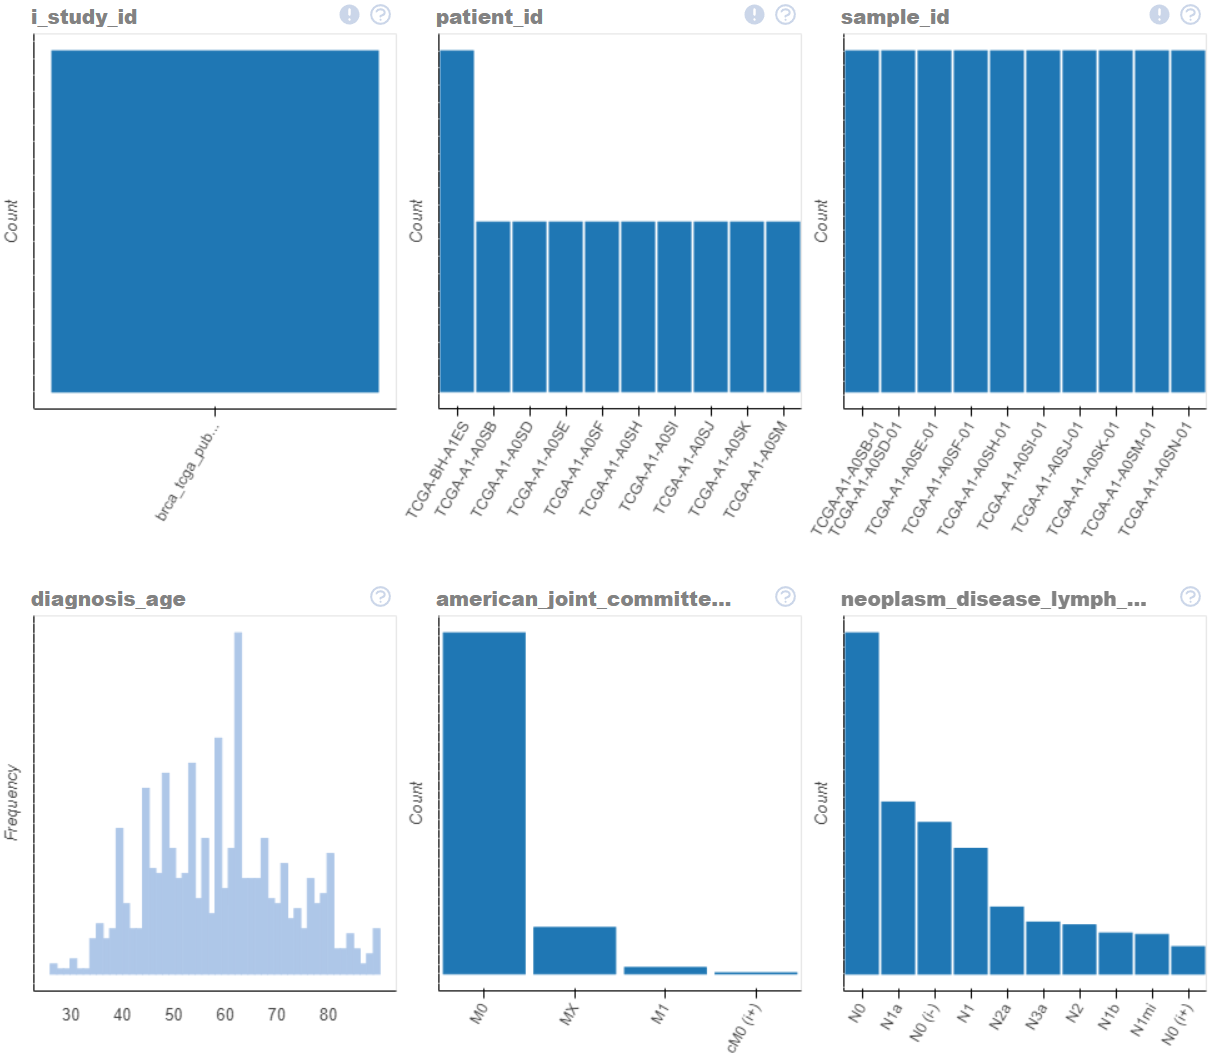 i_study_id
patient_id
sample_id
Count
brca_tcga_pub...
Count
TCGA-BH-A1ES
TCGA-A1-A0SB
TCGA-A1-A0SD
TCGA-A1-A0SE
TCGA-A1-A0SF
TCGA-A1-A0SH
TCGA-A1-A0SI
TCGA-A1-A0SJ
TCGA-A1-A0SK
TCGA-A1-A0SM
Count
TCGA-A1-A0SB-01
TCGA-A1-A0SD-01
TCGA-A1-A0SE-01
TCGA-A1-A0SF-01
TCGA-A1-A0SH-01
TCGA-A1-A0SI-01
TCGA-A1-A0SJ-01
TCGA-A1-A0SK-01
TCGA-A1-A0SM-01
TCGA-A1-A0SN-01
diagnosis_age
american_joint_committe...
neoplasm_disease_lymph_...
Frequency
30 40 50 60 70 80
Count
M0
MX
M1
cM0 (i+)
Count
N0
N1a
N0 (i-)
N1
N2a
N3a
N2
N1b
N1mi
N0 (i+)